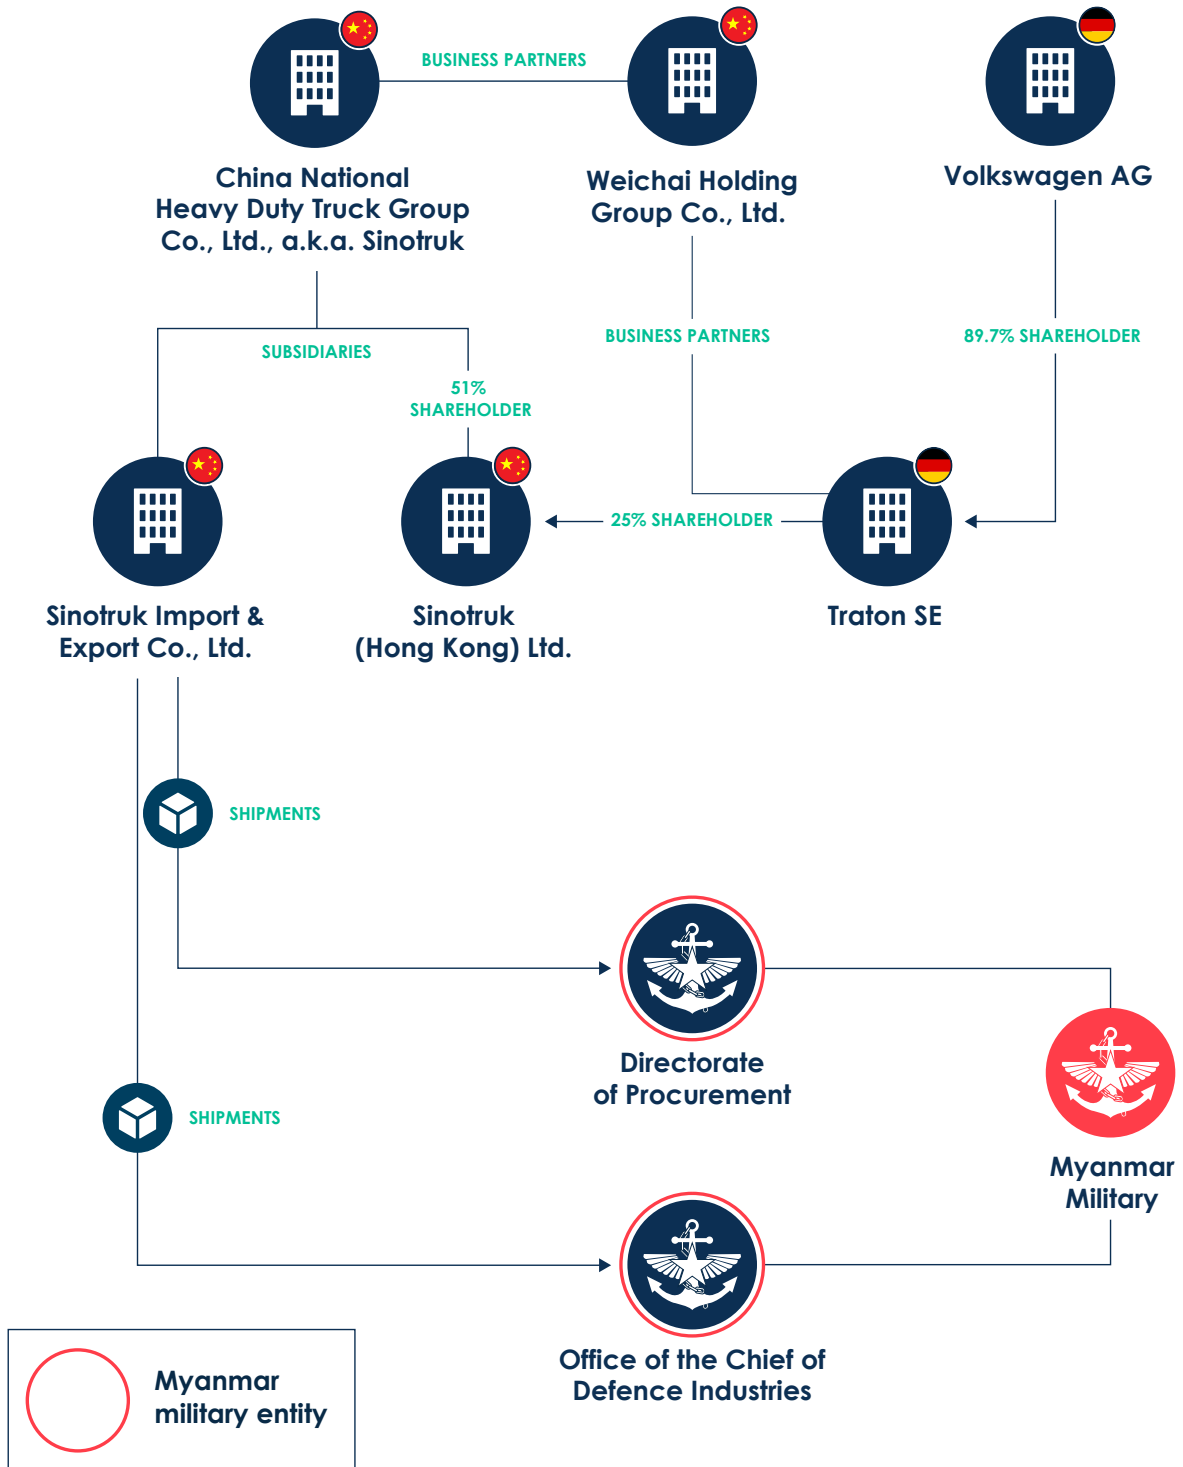 BUSINESS PARTNERS
China National
Heavy Duty Truck Group
Co., Ltd., a.k.a. Sinotruk
Weichai Holding
Group Co., Ltd.
Volkswagen AG
SUBSIDIARIES
51%
SHAREHOLDER
BUSINESS PARTNERS
89.7% SHAREHOLDER
25% SHAREHOLDER
Sinotruk Import &
Export Co., Ltd.
Sinotruk
(Hong Kong) Ltd.
Traton SE
SHIPMENTS
Directorate
of Procurement
SHIPMENTS
Myanmar
Military
Office of the Chief of
Defence Industries
Myanmar
military entity